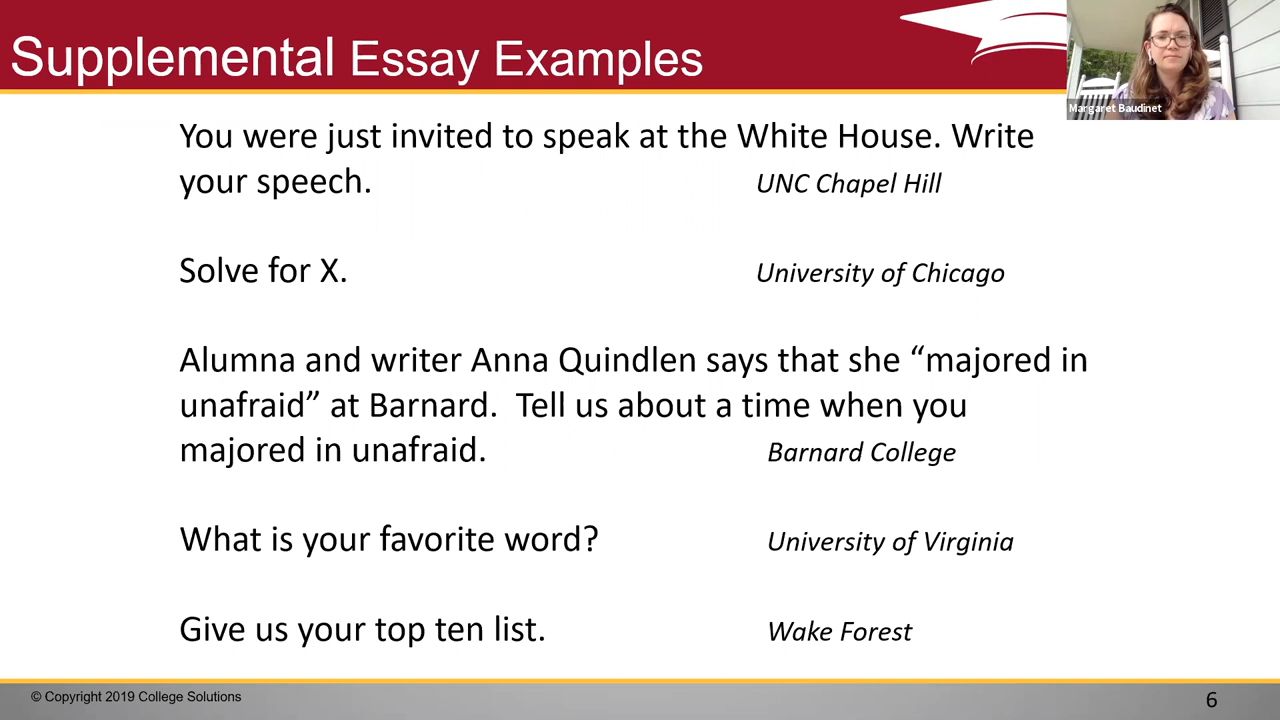 Supplemental Essay Examples
Margaret Baudinet
You were just invited to speak at the White House. Write
your speech. UNC Chapel Hill
Solve for X. University of Chicago
Alumna and writer Anna Quindlen says that she “majored in
unafraid” at Barnard.  Tell us about a time when you
majored in unafraid. Barnard College
What is your favorite word? University of Virginia
Give us your top ten list. Wake Forest
© Copyright 2019 College Solutions
6